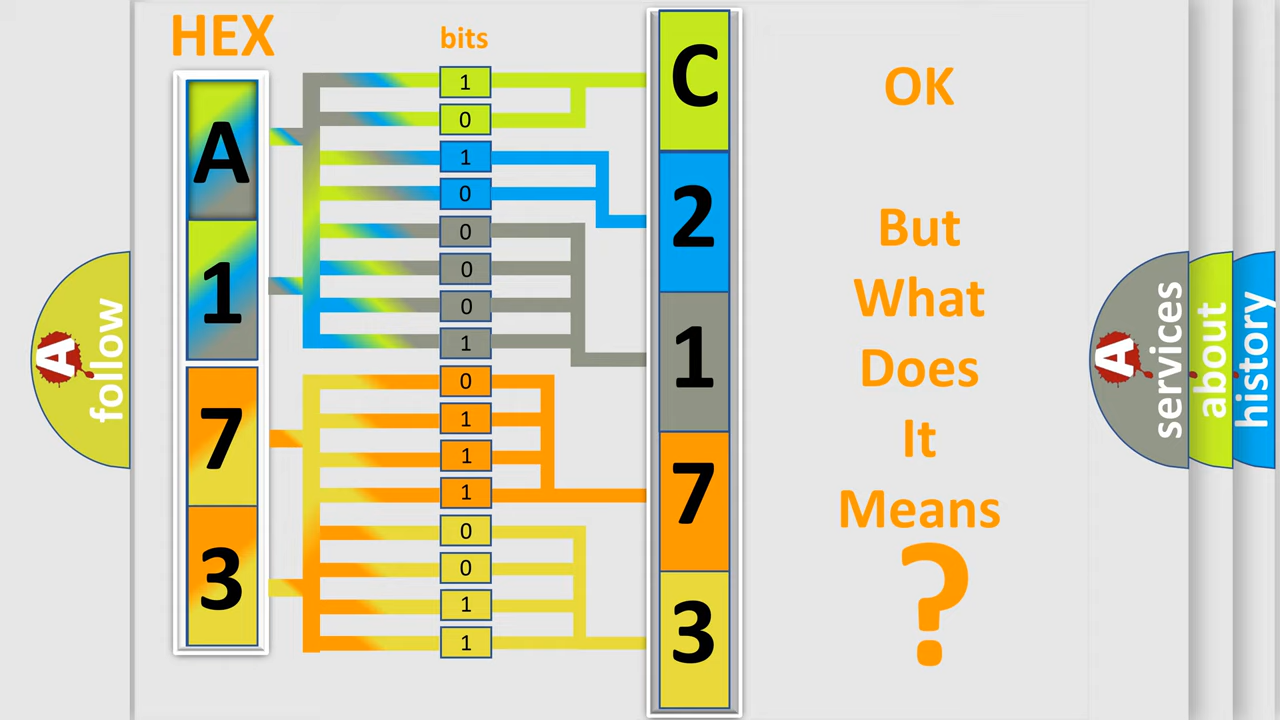 HEX
bits
A
1
7
3
1
0
1
0
0
0
0
1
0
1
1
1
0
0
1
1
C
2
1
7
3
OK
But
What
Does
It
Means
?
A
follow
A
services
about
history